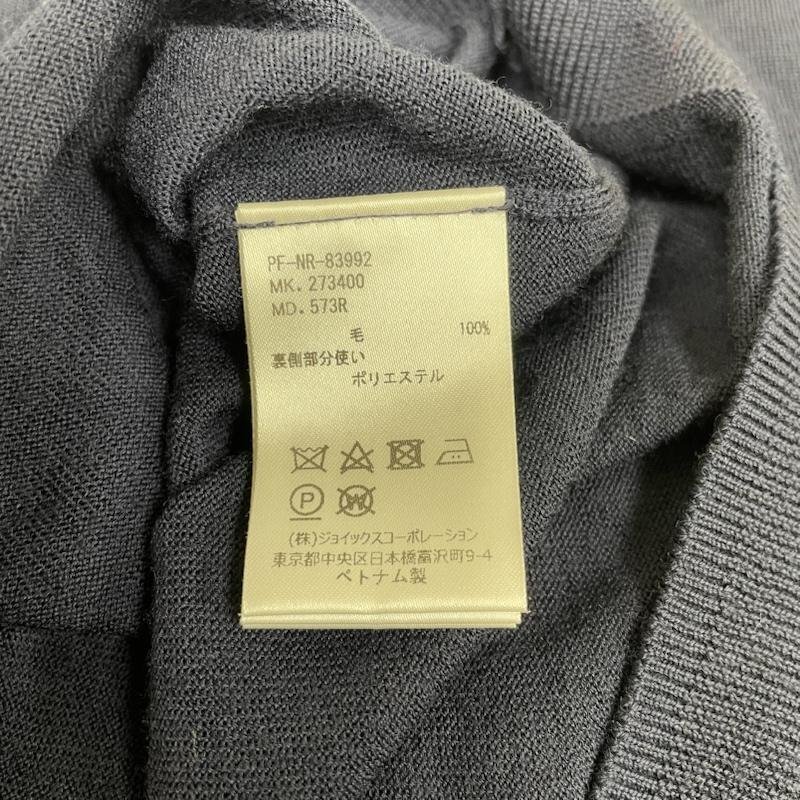 PF-NR-83992
MK. 273400
MD. 573R
毛 100%
裏側部分使い
ポリエステル
P W
(株)ジョイックスコーポレーション
東京都中央区日本橋富沢町9-4
ベトナム製